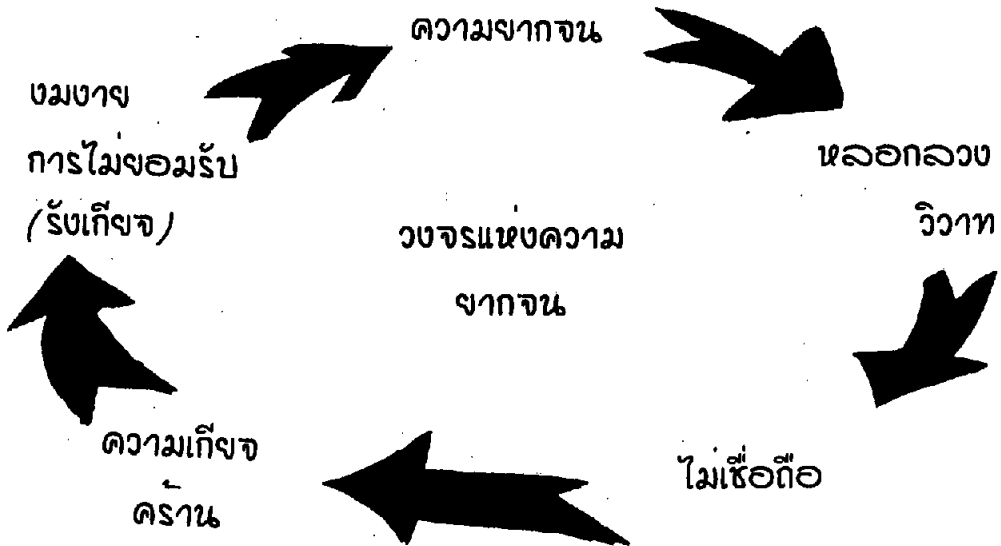 ความยากจน
งมงาย
การไม่ยอมรับ
(รังเกียจ)
หลอกลวง
วิวาท
วงจรแห่งความ
ยากจน
ความเกียจ
คร้าน
ไม่เชื่อถือ